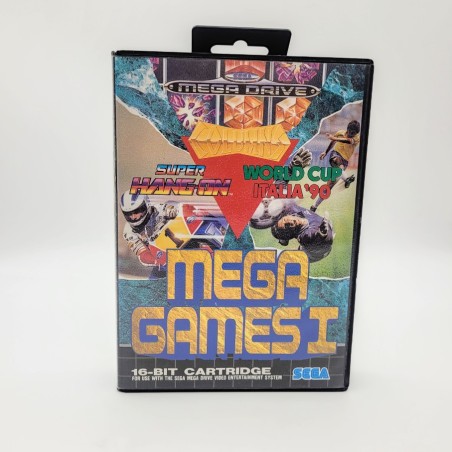 SEGA
MEGA DRIVE
COLUMNS
SUPER
HANG-ON
WORLD CUP
ITALIA '90
MEGA
GAMES I
16-BIT CARTRIDGE
FOR USE WITH THE SEGA MEGA DRIVE VIDEO ENTERTAINMENT SYSTEM
SEGA